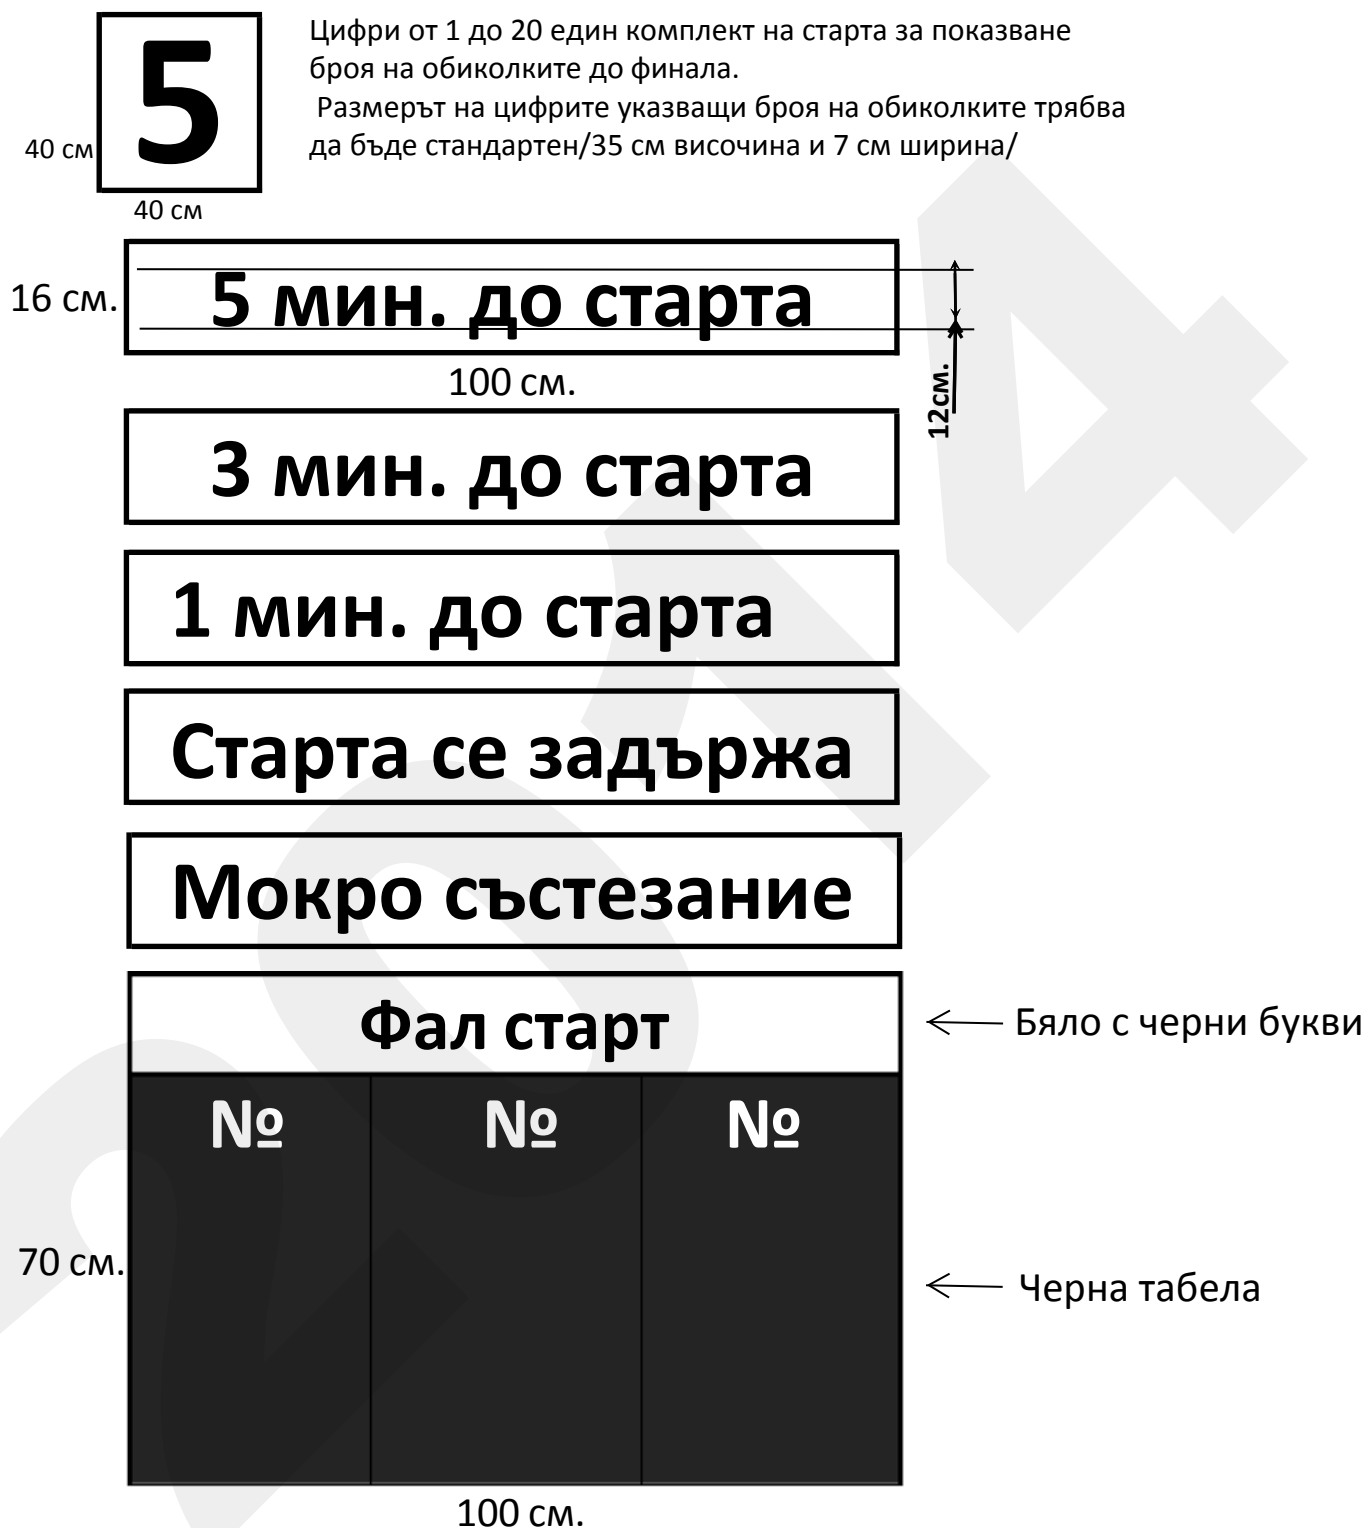 5
Цифри от 1 до 20 един комплект на старта за показване
броя на обиколките до финала.
Размерът на цифрите указващи броя на обиколките трябва
да бъде стандартен/35 см височина и 7 см ширина/
40 см
40 см
5 мин. до старта
16 см.
100 см.
12см.
3 мин. до старта
1 мин. до старта
Старта се задържа
Мокро състезание
Фал старт
Бяло с черни букви
№ № №
70 см.
Черна табела
100 см.
2014